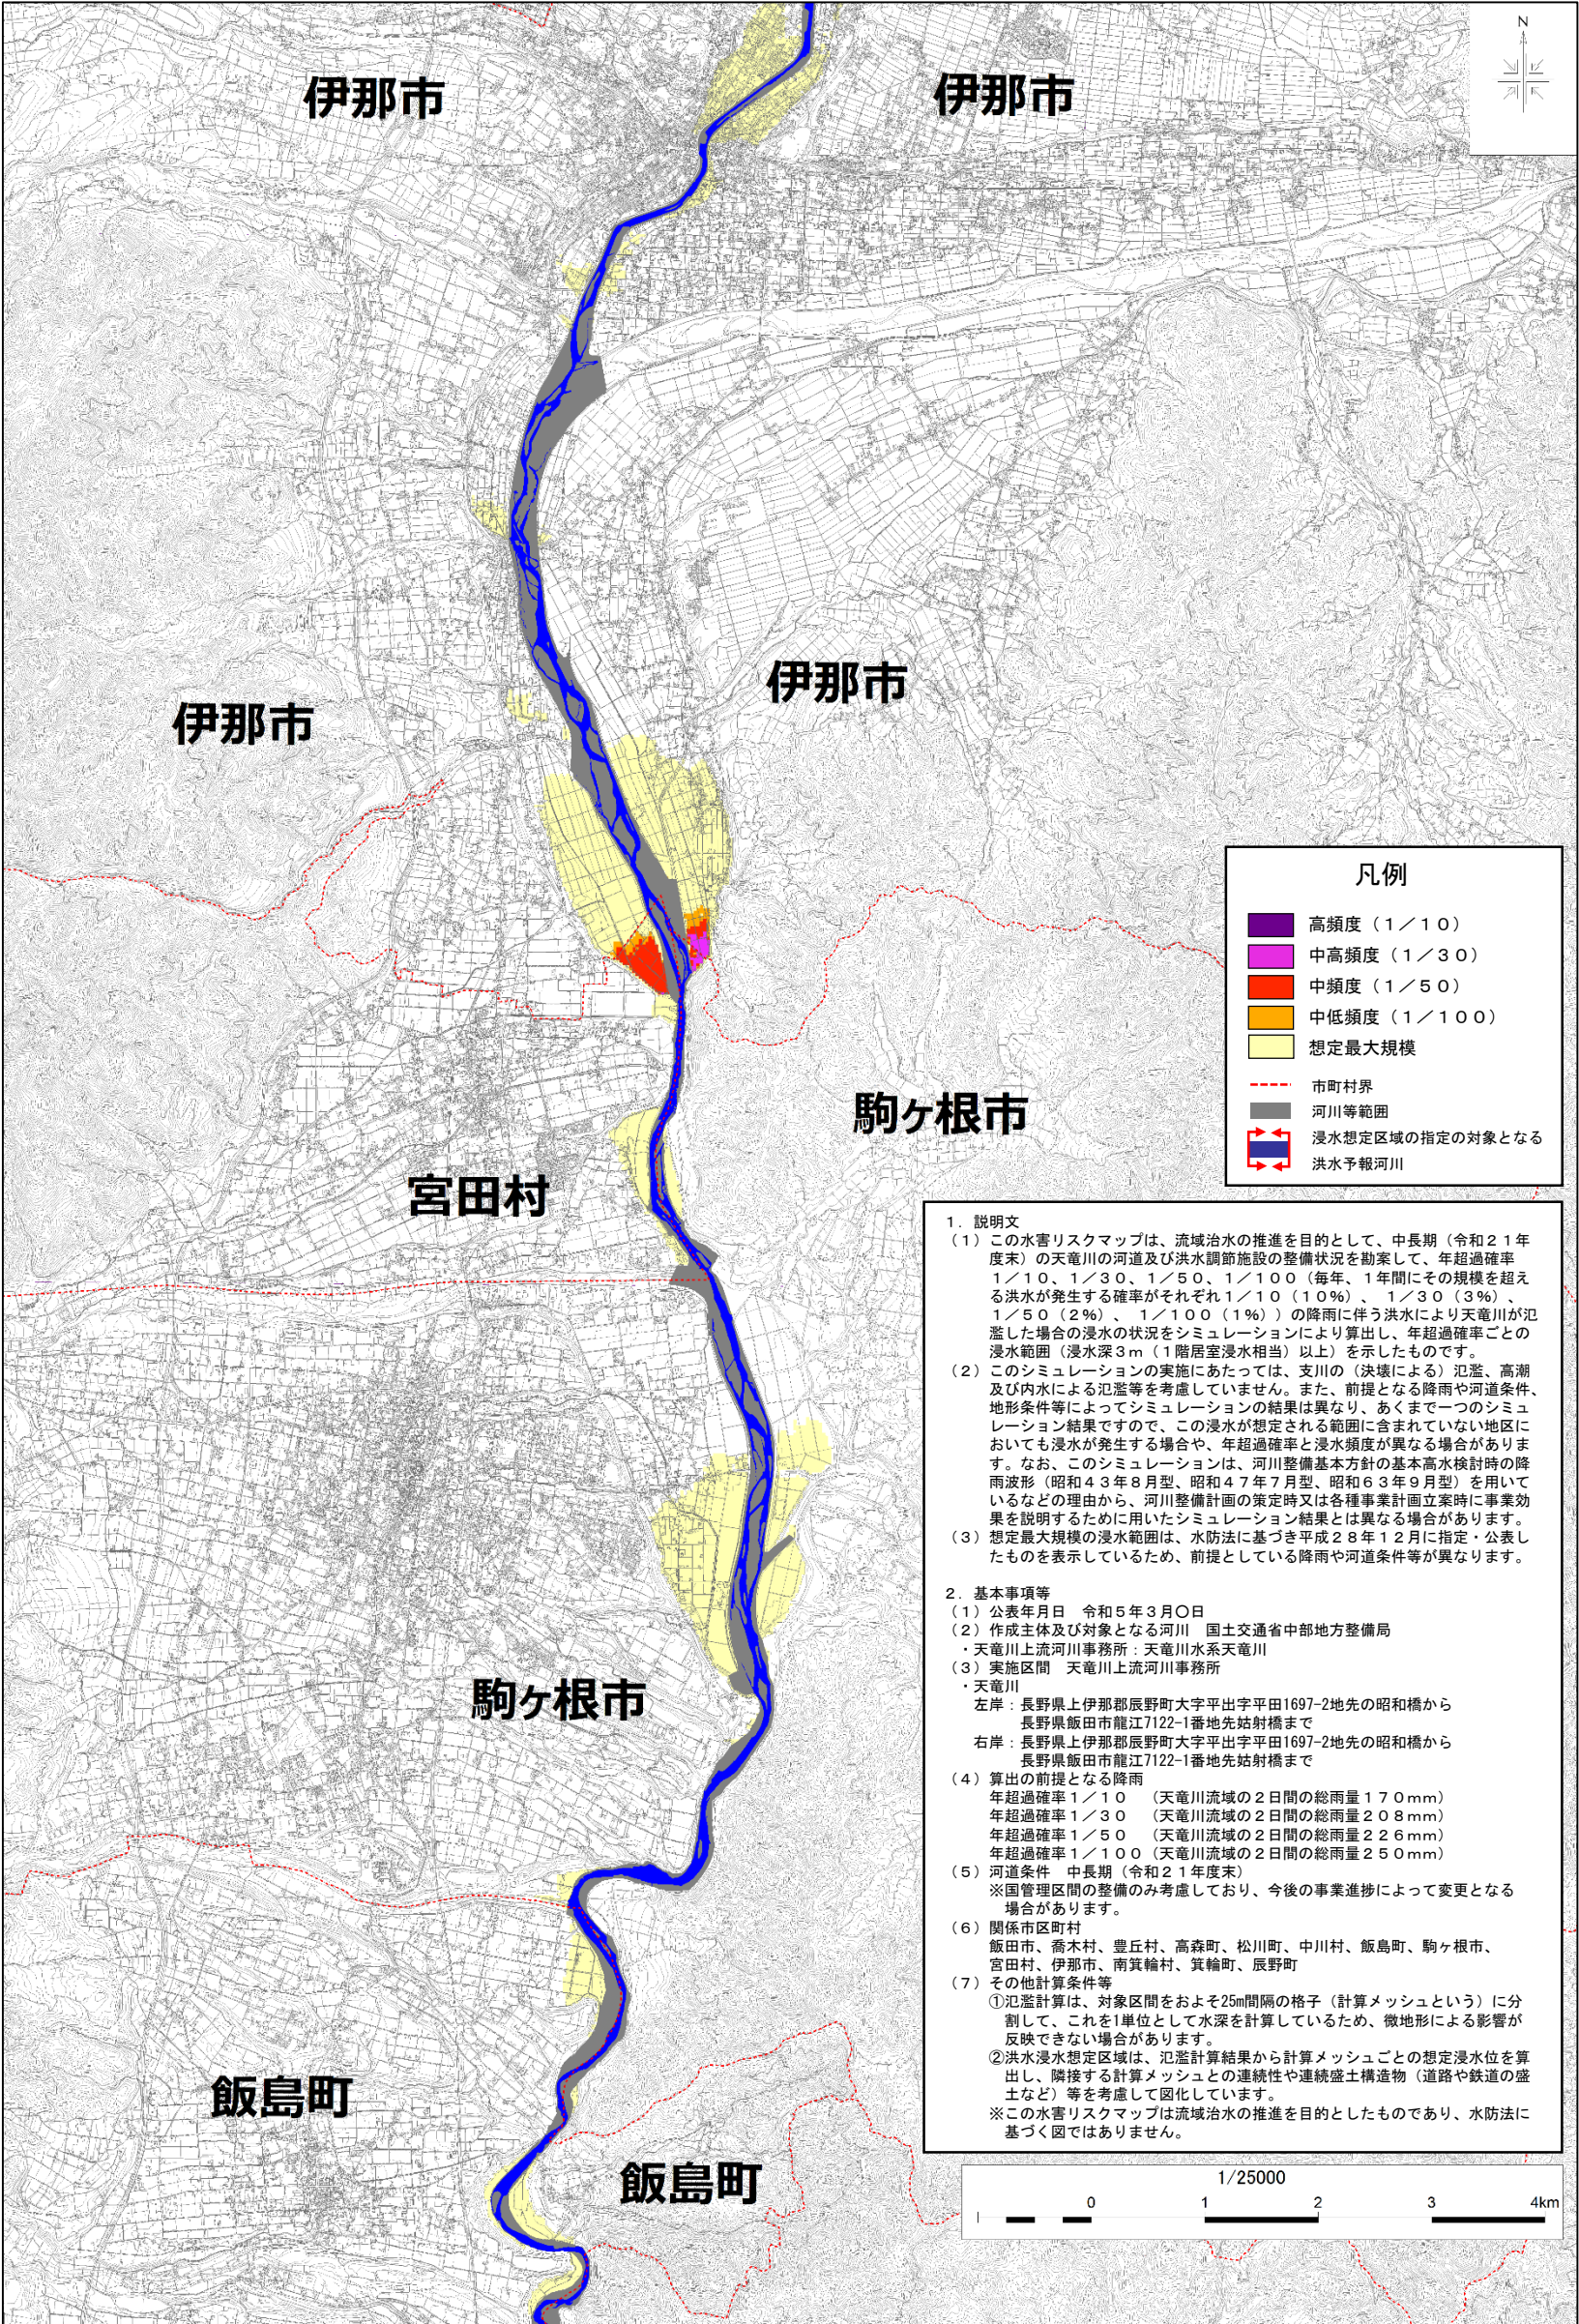 N
伊那市
伊那市
伊那市
伊那市
駒ヶ根市
宮田村
駒ヶ根市
飯島町
飯島町
凡例
高頻度（１／１０）
中高頻度（１／３０）
中頻度（１／５０）
中低頻度（１／１００）
想定最大規模
市町村界
河川等範囲
浸水想定区域の指定の対象となる
洪水予報河川
１．説明文
（１）この水害リスクマップは、流域治水の推進を目的として、中長期（令和２１年
度末）の天竜川の河道及び洪水調節施設の整備状況を勘案して、年超過確率
１／１０、１／３０、１／５０、１／１００（毎年、１年間にその規模を超え
る洪水が発生する確率がそれぞれ１／１０（１０％）、１／３０（３％）、
１／５０（２％）、１／１００（１％））の降雨に伴う洪水により天竜川が氾
濫した場合の浸水の状況をシミュレーションにより算出し、年超過確率ごとの
浸水範囲（浸水深３ｍ（１階居室浸水相当）以上）を示したものです。
（２）このシミュレーションの実施にあたっては、支川の（決壊による）氾濫、高潮
及び内水による氾濫等を考慮していません。また、前提となる降雨や河道条件、
地形条件等によってシミュレーションの結果は異なり、あくまで一つのシミュ
レーション結果ですので、この浸水が想定される範囲に含まれていない地区に
おいても浸水が発生する場合や、年超過確率と浸水頻度が異なる場合がありま
す。なお、このシミュレーションは、河川整備基本方針の基本高水検討時の降
雨波形（昭和４３年８月型、昭和４７年７月型、昭和６３年９月型）を用いて
いるなどの理由から、河川整備計画の策定時又は各種事業計画立案時に事業効
果を説明するために用いたシミュレーション結果とは異なる場合があります。
（３）想定最大規模の浸水範囲は、水防法に基づき平成２８年１２月に指定・公表し
たものを表示しているため、前提としている降雨や河道条件等が異なります。
２．基本事項等
（１）公表年月日　令和５年３月〇日
（２）作成主体及び対象となる河川　国土交通省中部地方整備局
・天竜川上流河川事務所：天竜川水系天竜川
（３）実施区間　天竜川上流河川事務所
・天竜川
左岸：長野県上伊那郡辰野町大字平出字平田1697-2地先の昭和橋から
長野県飯田市龍江7122-1番地先姑射橋まで
右岸：長野県上伊那郡辰野町大字平出字平田1697-2地先の昭和橋から
長野県飯田市龍江7122-1番地先姑射橋まで
（４）算出の前提となる降雨
年超過確率１／１０　（天竜川流域の２日間の総雨量１７０ｍｍ）
年超過確率１／３０　（天竜川流域の２日間の総雨量２０８ｍｍ）
年超過確率１／５０　（天竜川流域の２日間の総雨量２２６ｍｍ）
年超過確率１／１００（天竜川流域の２日間の総雨量２５０ｍｍ）
（５）河道条件　中長期（令和２１年度末）
※国管理区間の整備のみ考慮しており、今後の事業進捗によって変更となる
場合があります。
（６）関係市区町村
飯田市、喬木村、豊丘村、高森町、松川町、中川村、飯島町、駒ヶ根市、
宮田村、伊那市、南箕輪村、箕輪町、辰野町
（７）その他計算条件等
①氾濫計算は、対象区間をおよそ25m間隔の格子（計算メッシュという）に分
割して、これを1単位として水深を計算しているため、微地形による影響が
反映できない場合があります。
②洪水浸水想定区域は、氾濫計算結果から計算メッシュごとの想定浸水位を算
出し、隣接する計算メッシュとの連続性や連続盛土構造物（道路や鉄道の盛
土など）等を考慮して図化しています。
※この水害リスクマップは流域治水の推進を目的としたものであり、水防法に
基づく図ではありません。
1/25000
0 1 2 3 4km